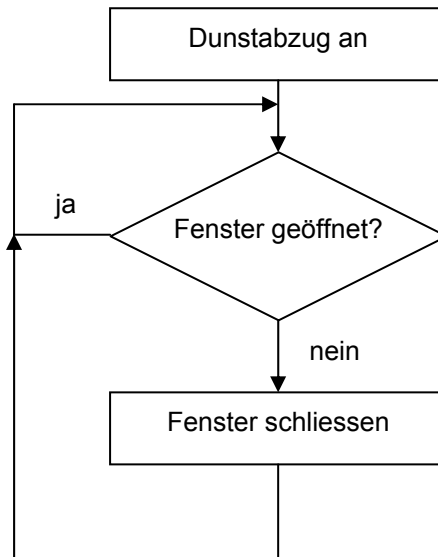 Dunstabzug an
ja
Fenster geöffnet?
nein
Fenster schliessen